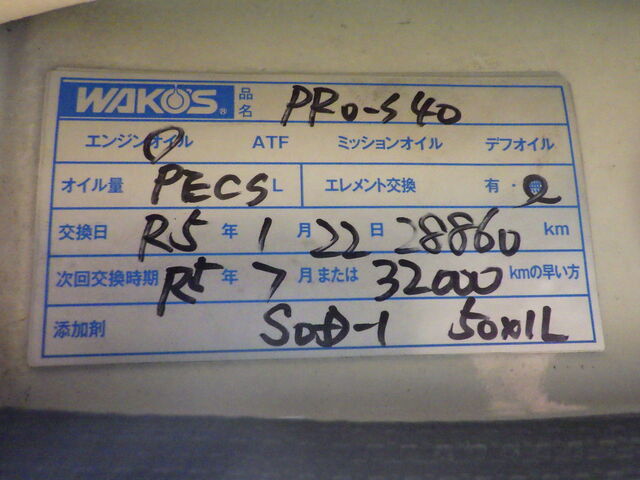 WAKO'S® 品名 PRO-S 40
エンジンオイル ATF ミッションオイル デフオイル
オイル量 PECS L エレメント交換 有・
交換日 R5 年 1 月 22 日 28860 km
次回交換時期 R5 年 7 月または 32000 kmの早い方
添加剤 S.O.D-1 1L